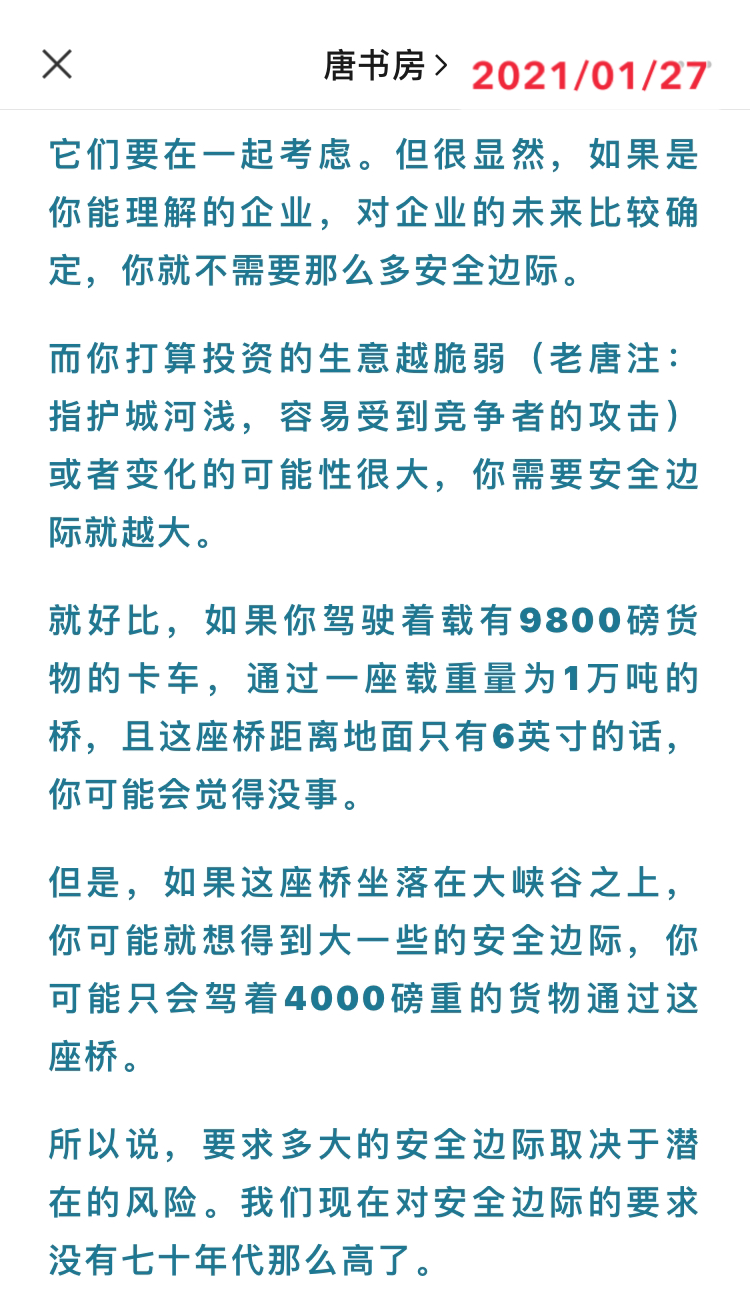 唐书房
2021/01/27
它们要在一起考虑。但很显然，如果是
你能理解的企业，对企业的未来比较确
定，你就不需要那么多安全边际。
而你打算投资的生意越脆弱（老唐注：
指护城河浅，容易受到竞争者的攻击）
或者变化的可能性很大，你需要安全边
际就越大。
就好比，如果你驾驶着载有9800磅货
物的卡车，通过一座载重量为1万吨的
桥，且这座桥距离地面只有6英寸的话，
你可能会觉得没事。
但是，如果这座桥坐落在大峡谷之上，
你可能就想得到大一些的安全边际，你
可能只会驾着4000磅重的货物通过这
座桥。
所以说，要求多大的安全边际取决于潜
在的风险。我们现在对安全边际的要求
没有七十年代那么高了。